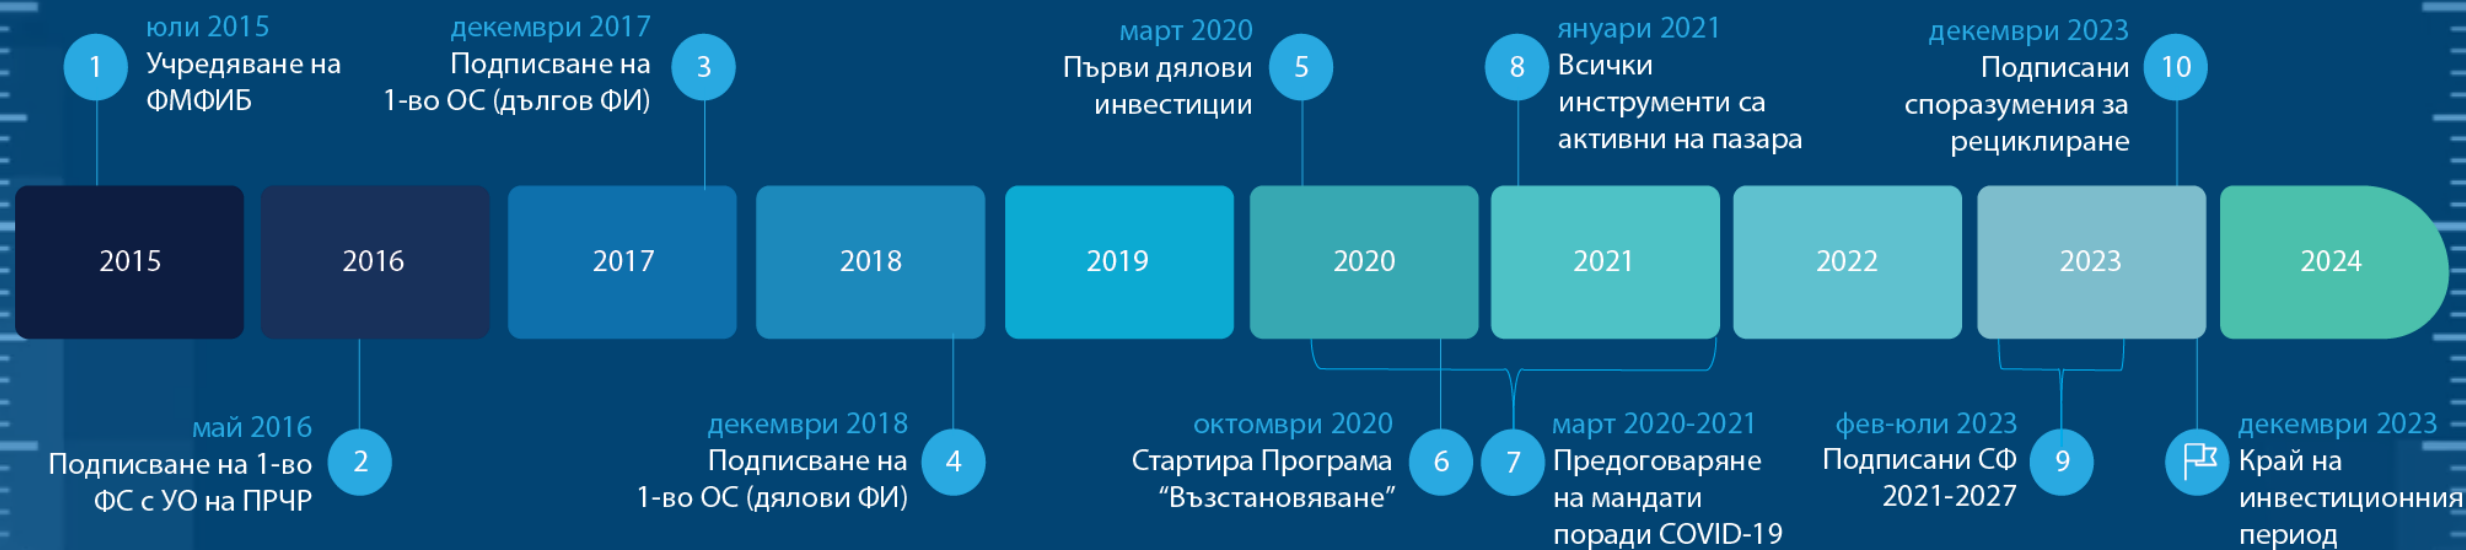 юли 2015
1
Учредяване на
ФМФИБ
декември 2017
Подписване на
3
1-во ОС (дългов ФИ)
март 2020
Първи дялови
5
инвестиции
януари 2021
8
Всички
инструменти са
активни на пазара
декември 2023
Подписани
10
споразумения за
рециклиране
2015
2016
2017
2018
2019
2020
2021
2022
2023
2024
май 2016
Подписване на 1-во
2
ФС с УО на ПРЧР
декември 2018
Подписване на
4
1-во ОС (дялови ФИ)
октомври 2020
Стартира Програма
6
“Възстановяване”
март 2020-2021
7
Предоговаряне
на мандати
поради COVID-19
фев-юли 2023
Подписани СФ
9
2021-2027
декември 2023
Край на
инвестиционния
период